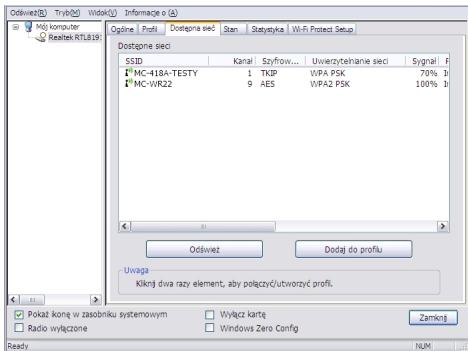 Odśwież(R) Tryb(M) Widok(V) Informacje o (A)
Mój komputer
Realtek RTL819
Ogólne Profil Dostępna sieć Stan Statystyka Wi-Fi Protect Setup
Dostępne sieci
SSID Kanał Szyfrow... Uwierzytelnianie sieci Sygnał
MC-418A-TESTY 1 TKIP WPA PSK 70%
MC-WR22 9 AES WPA2 PSK 100%
Odśwież Dodaj do profilu
Uwaga
Kliknij dwa razy element, aby połączyć/utworzyć profil.
Pokaż ikonę w zasobniku systemowym Wyłącz kartę Zamknij
Radio wyłączone Windows Zero Config
Ready NUM